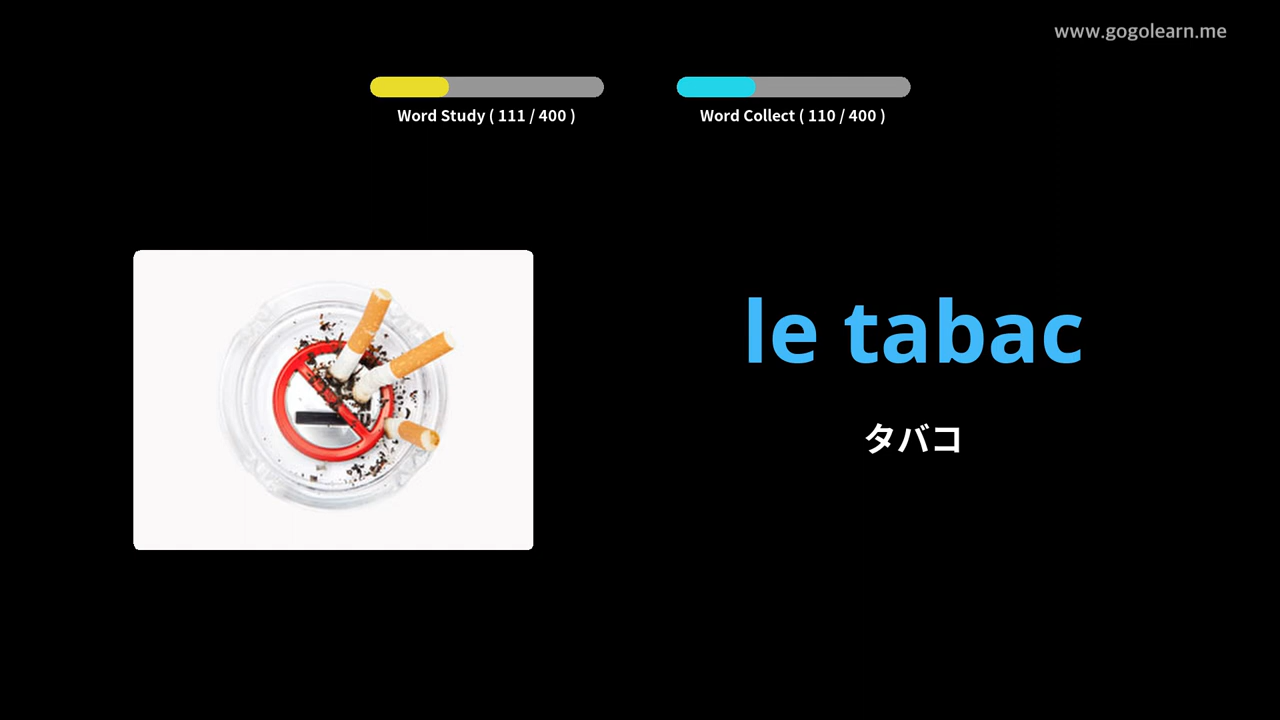 www.gogolearn.me
Word Study ( 111 / 400 )
Word Collect ( 110 / 400 )
le tabac
タバコ